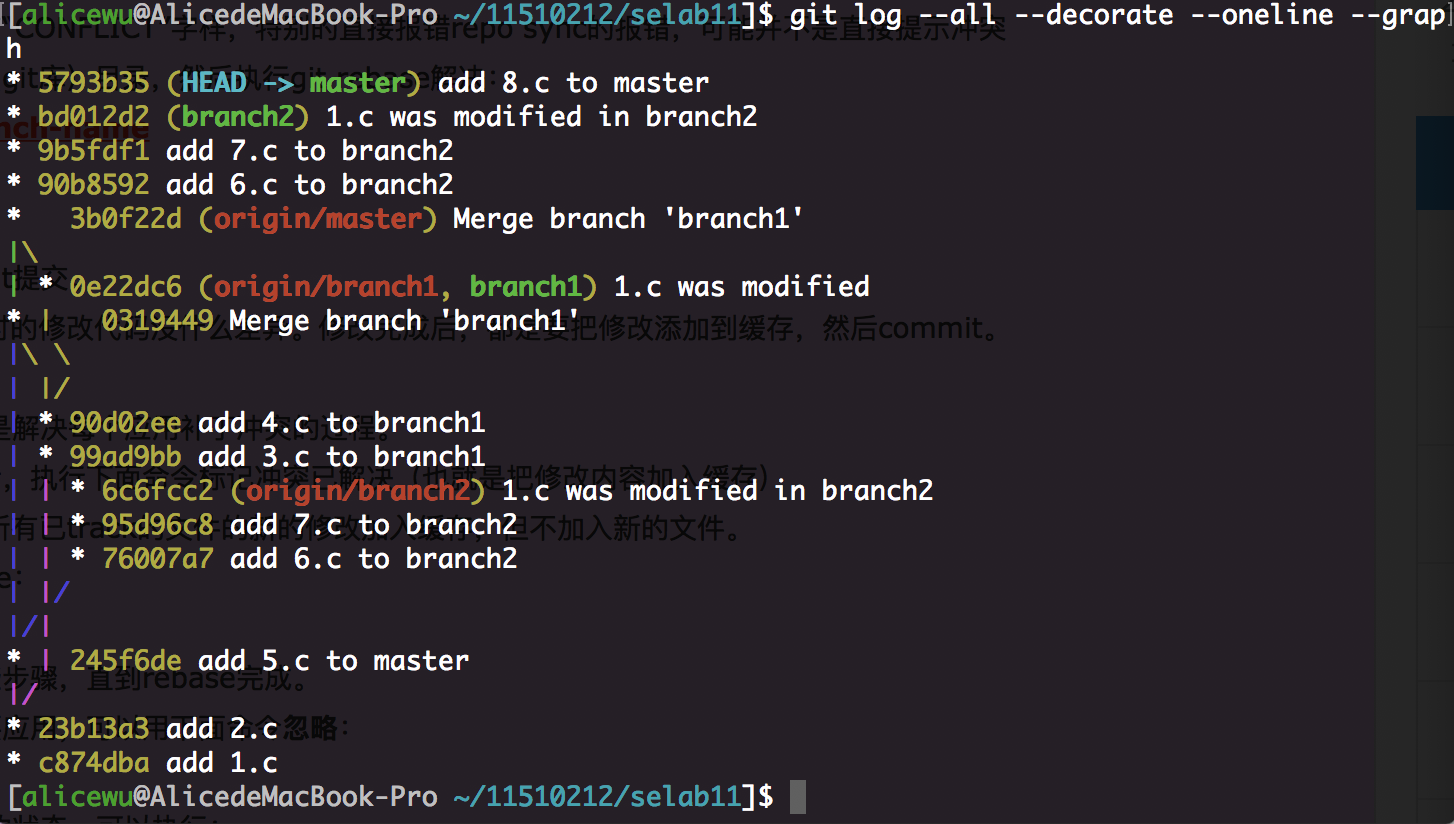 [alicewu@AlicedeMacBook-Pro ~/11510212/selab11]$ git log --all --decorate --oneline --grap
h
* 5793b35 (HEAD -> master) add 8.c to master
* bd012d2 (branch2) 1.c was modified in branch2
* 9b5fdf1 add 7.c to branch2
* 90b8592 add 6.c to branch2
*   3b0f22d (origin/master) Merge branch 'branch1'
|\
| * 0e22dc6 (origin/branch1, branch1) 1.c was modified
* |   0319449 Merge branch 'branch1'
|\ \
| |/
| * 90d02ee add 4.c to branch1
| * 99ad9bb add 3.c to branch1
| | * 6c6fcc2 (origin/branch2) 1.c was modified in branch2
| | * 95d96c8 add 7.c to branch2
| | * 76007a7 add 6.c to branch2
| |/
|/|
* | 245f6de add 5.c to master
|/
* 23b13a3 add 2.c
* c874dba add 1.c
[alicewu@AlicedeMacBook-Pro ~/11510212/selab11]$